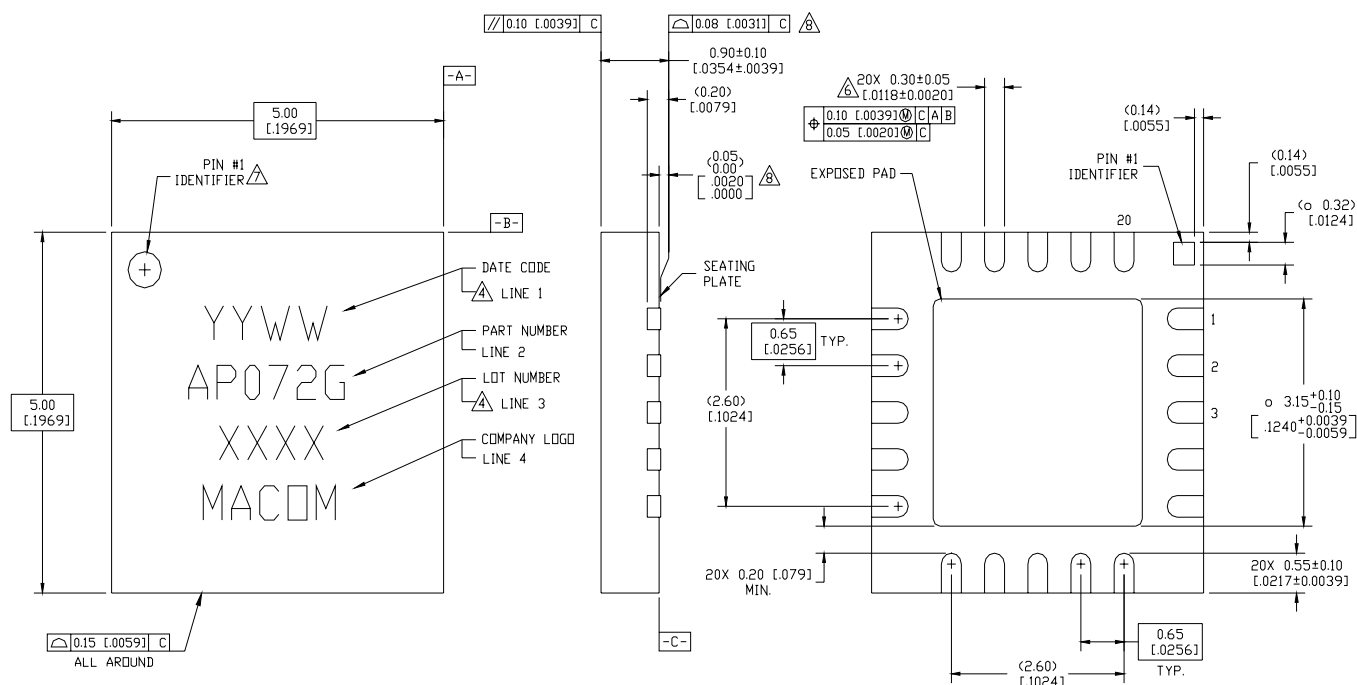 // 0.10 [.0039] C
⌓ 0.08 [.0031] C 8
0.90±0.10
[.0354±.0039]
(0.20)
[.0079]
(0.05
0.00)
[.0020
.0000] 8
-A-
5.00
[.1969]
PIN #1
IDENTIFIER 7
-B-
5.00
[.1969]
YYWW
AP072G
XXXX
MACOM
DATE CODE
4 LINE 1
PART NUMBER
LINE 2
LOT NUMBER
4 LINE 3
COMPANY LOGO
LINE 4
⌓ 0.15 [.0059] C
ALL AROUND
SEATING
PLATE
-C-
6 20X 0.30±0.05
[.0118±0.0020]
⌖ 0.10 [.0039]Ⓜ C A B
0.05 [.0020]Ⓜ C
EXPOSED PAD
PIN #1
IDENTIFIER
(0.14)
[.0055]
(0.14)
[.0055]
(o 0.32)
[.0124]
20
1
2
3
0.65
[.0256] TYP.
(2.60)
[.1024]
o 3.15+0.10
-0.15
[.1240+0.0039
-0.0059]
20X 0.20 [.079]
MIN.
20X 0.55±0.10
[.0217±0.0039]
0.65
[.0256]
TYP.
(2.60)
[.1024]